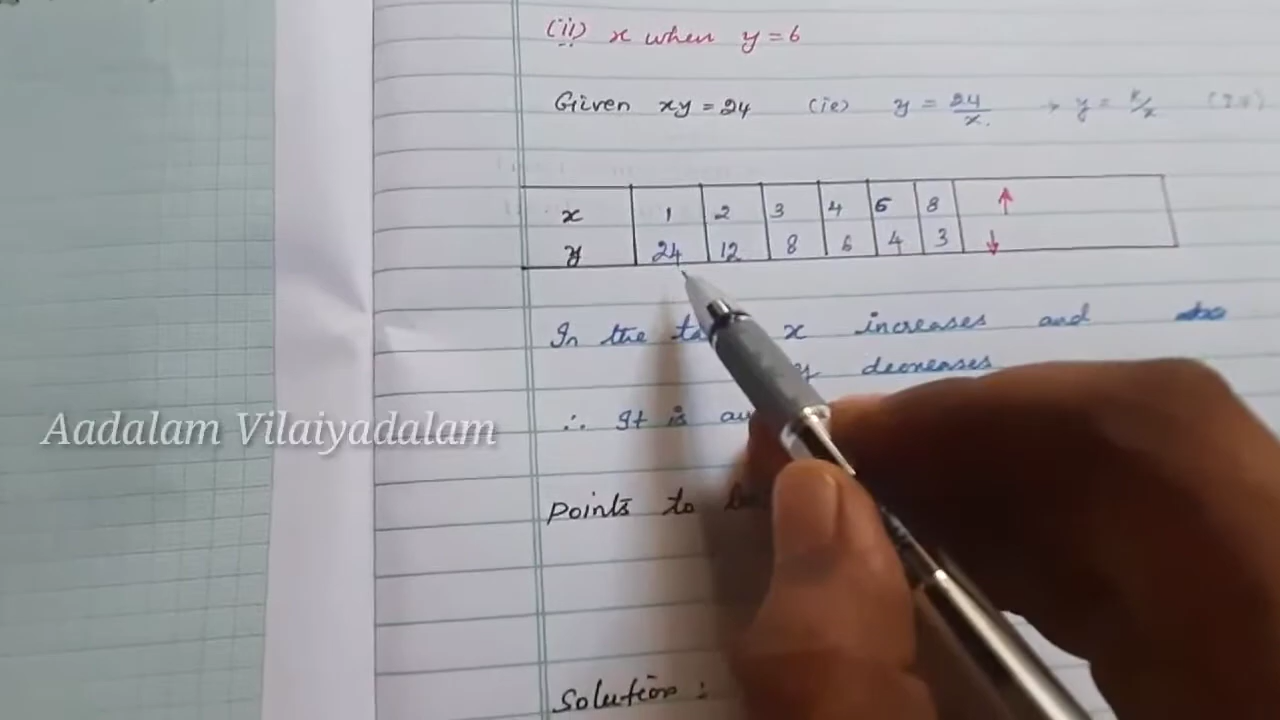 (ii) x when y = 6
Given xy = 24 (ie) y = 24/x. → y = k/x
x 1 2 3 4 6 8 ↑
y 24 12 8 6 4 3 ↓
In the x increases and
y decreases
∴ It is
Aadalam Vilaiyadalam
Points to
Solution :